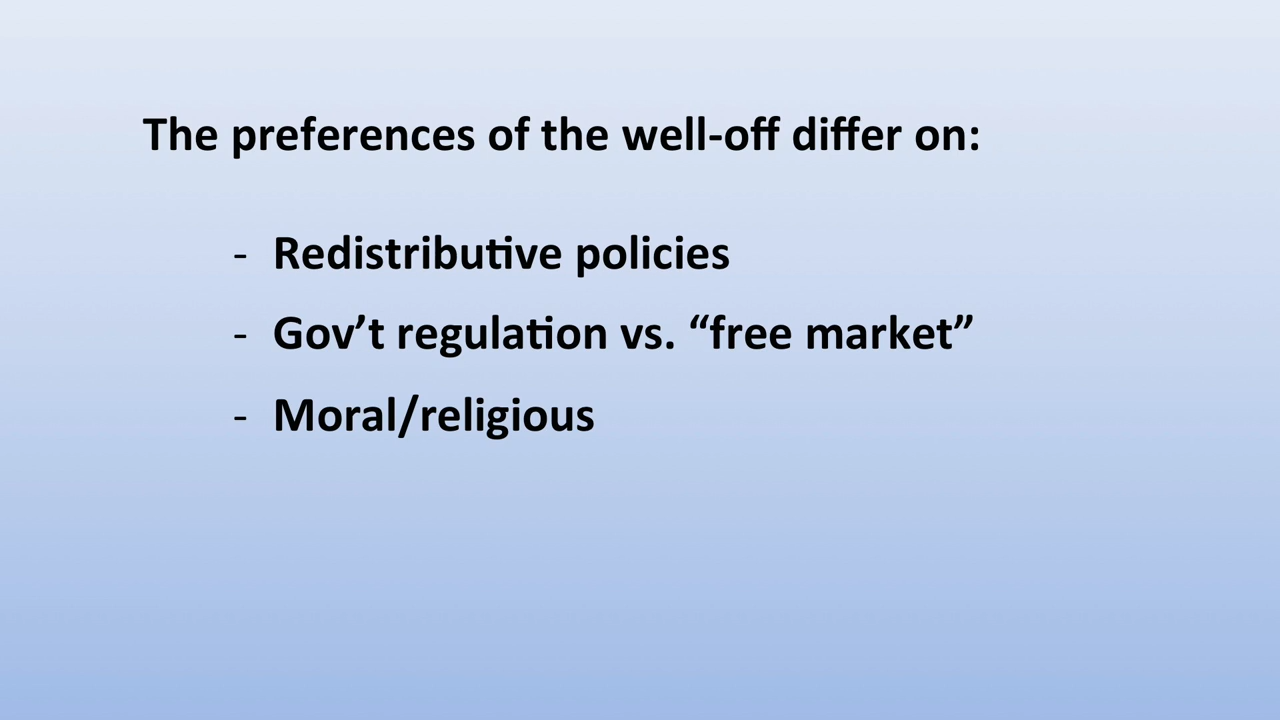 The preferences of the well-off differ on:
- Redistributive policies
- Gov’t regulation vs. “free market”
- Moral/religious